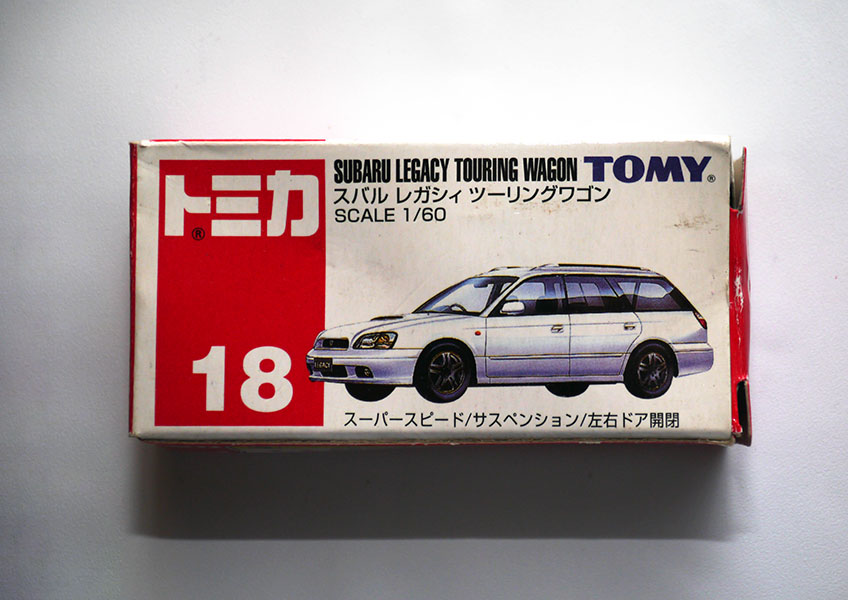 トミカ®
SUBARU LEGACY TOURING WAGON TOMY®
スバル レガシィ ツーリングワゴン
SCALE 1/60
18
LEGACY
スーパースピード/サスペンション/左右ドア開閉